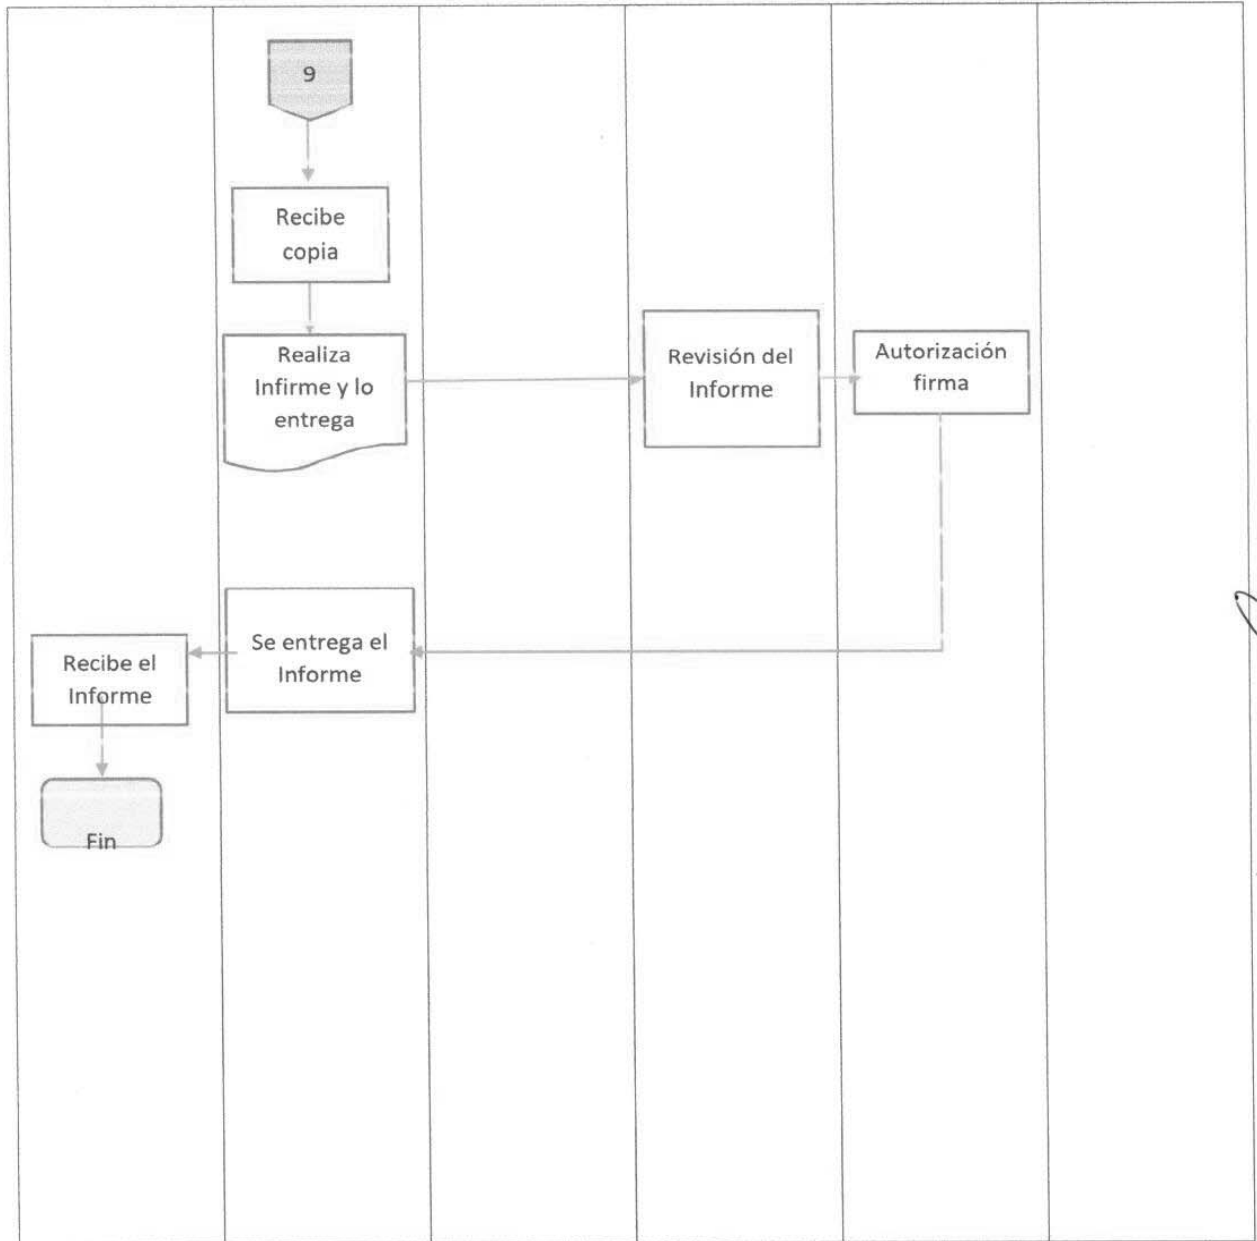 9
Recibe
copia
Realiza
Infirme y lo
entrega
Revisión del
Informe
Autorización
firma
Se entrega el
Informe
Recibe el
Informe
Fin